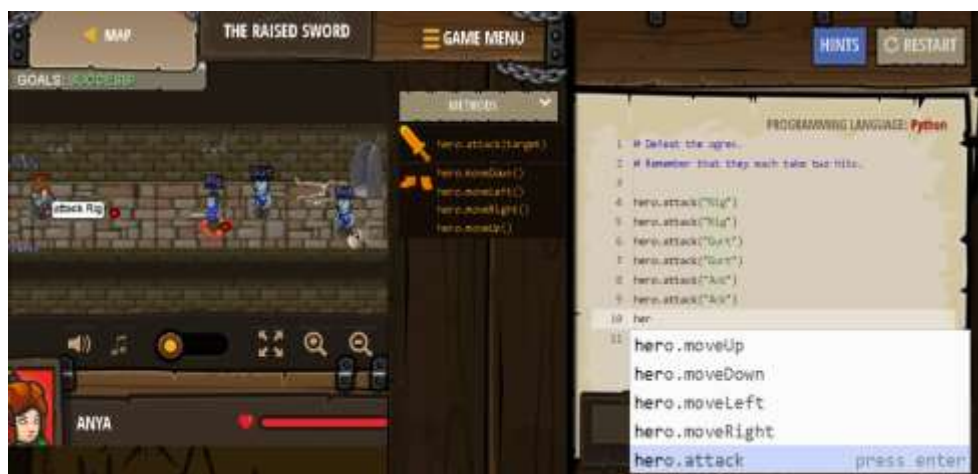 MAP
THE RAISED SWORD
GAME MENU
HINTS
RESTART
GOALS: SUCCESS!
METHODS
hero.attack(target)
hero.moveDown()
hero.moveLeft()
hero.moveRight()
hero.moveUp()
attack Rig
ANYA
PROGRAMMING LANGUAGE: Python
1 # Defeat the ogres.
2 # Remember that they each take two hits.
3
4 hero.attack("Rig")
5 hero.attack("Rig")
6 hero.attack("Gurt")
7 hero.attack("Gurt")
8 hero.attack("Ack")
9 hero.attack("Ack")
10 her
11
hero.moveUp
hero.moveDown
hero.moveLeft
hero.moveRight
hero.attack press enter